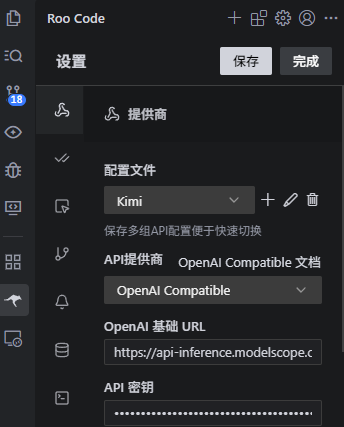 Roo Code
18
设置
保存
完成
提供商
配置文件
Kimi
保存多组API配置便于快速切换
API提供商
OpenAI Compatible 文档
OpenAI Compatible
OpenAI 基础 URL
https://api-inference.modelscope.c
API 密钥